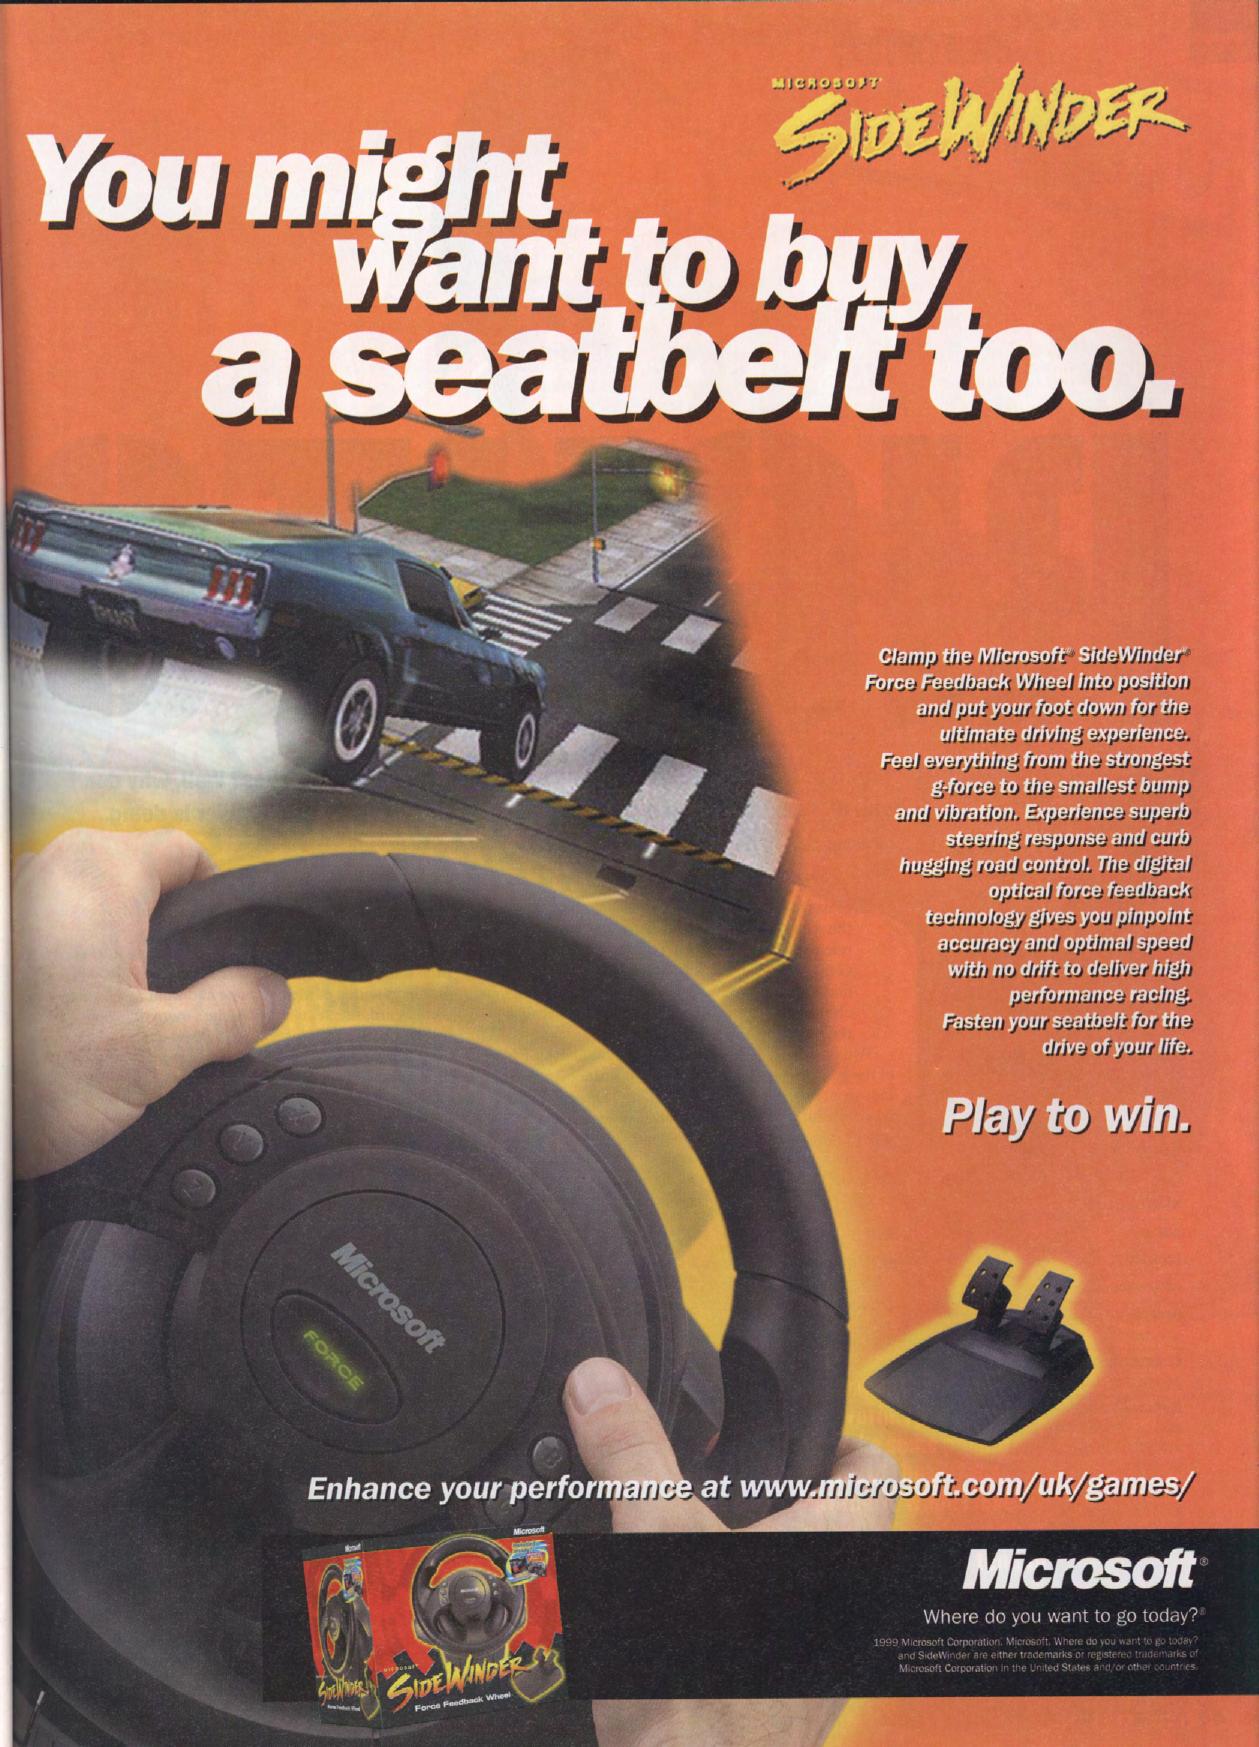 MICROSOFT®
SIDEWINDER
You might
want to buy
a seatbelt too.
Clamp the Microsoft® SideWinder®
Force Feedback Wheel into position
and put your foot down for the
ultimate driving experience.
Feel everything from the strongest
g-force to the smallest bump
and vibration. Experience superb
steering response and curb
hugging road control. The digital
optical force feedback
technology gives you pinpoint
accuracy and optimal speed
with no drift to deliver high
performance racing.
Fasten your seatbelt for the
drive of your life.
Play to win.
Microsoft
FORCE
Enhance your performance at www.microsoft.com/uk/games/
Microsoft
Microsoft
MICROSOFT
SIDEWINDER
SIDEWINDER
Force Feedback Wheel
Microsoft®
Where do you want to go today?®
1999 Microsoft Corporation. Microsoft, Where do you want to go today?
and SideWinder are either trademarks or registered trademarks of
Microsoft Corporation in the United States and/or other countries.